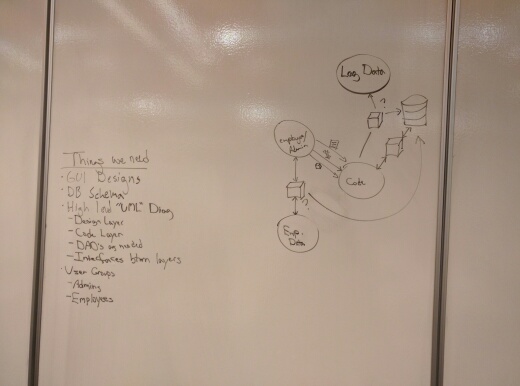 Things we need
· GUI Designs
· DB Schema
· High Level "UML" Diag
- Design Layer
- Code Layer
- DAO's as needed
- Interfaces btwn layers
· User Groups
- Admins
- Employees
Log Data
?
employee/
Admin
Code
?
Emp.
Data